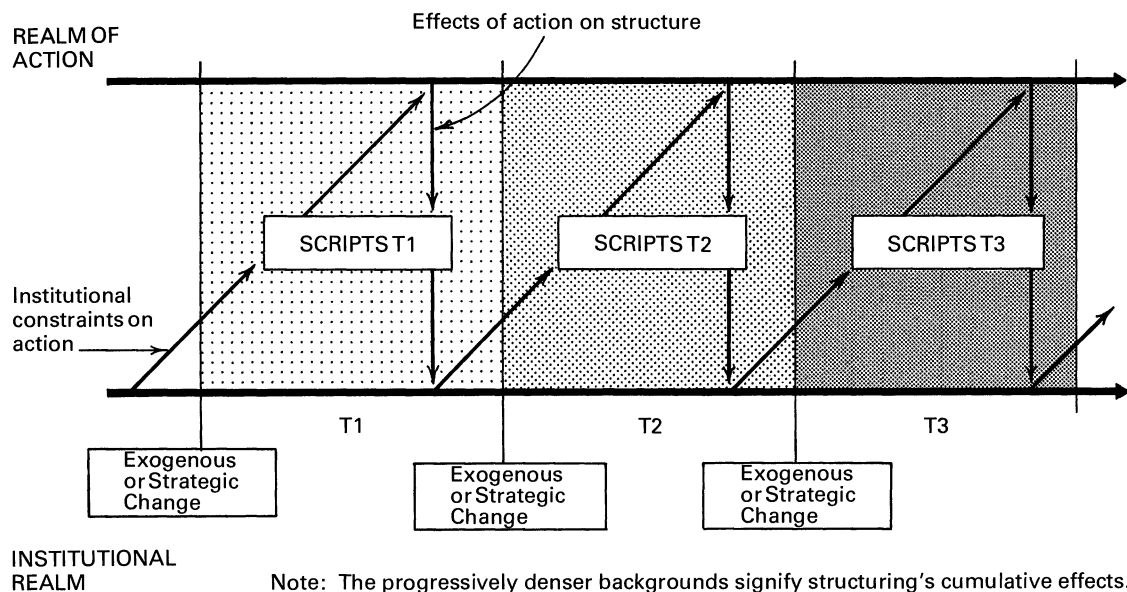 Effects of action on structure
REALM OF
ACTION
SCRIPTS T1
SCRIPTS T2
SCRIPTS T3
Institutional
constraints on
action
T1
T2
T3
Exogenous
or Strategic
Change
Exogenous
or Strategic
Change
Exogenous
or Strategic
Change
INSTITUTIONAL
REALM
Note: The progressively denser backgrounds signify structuring's cumulative effects.